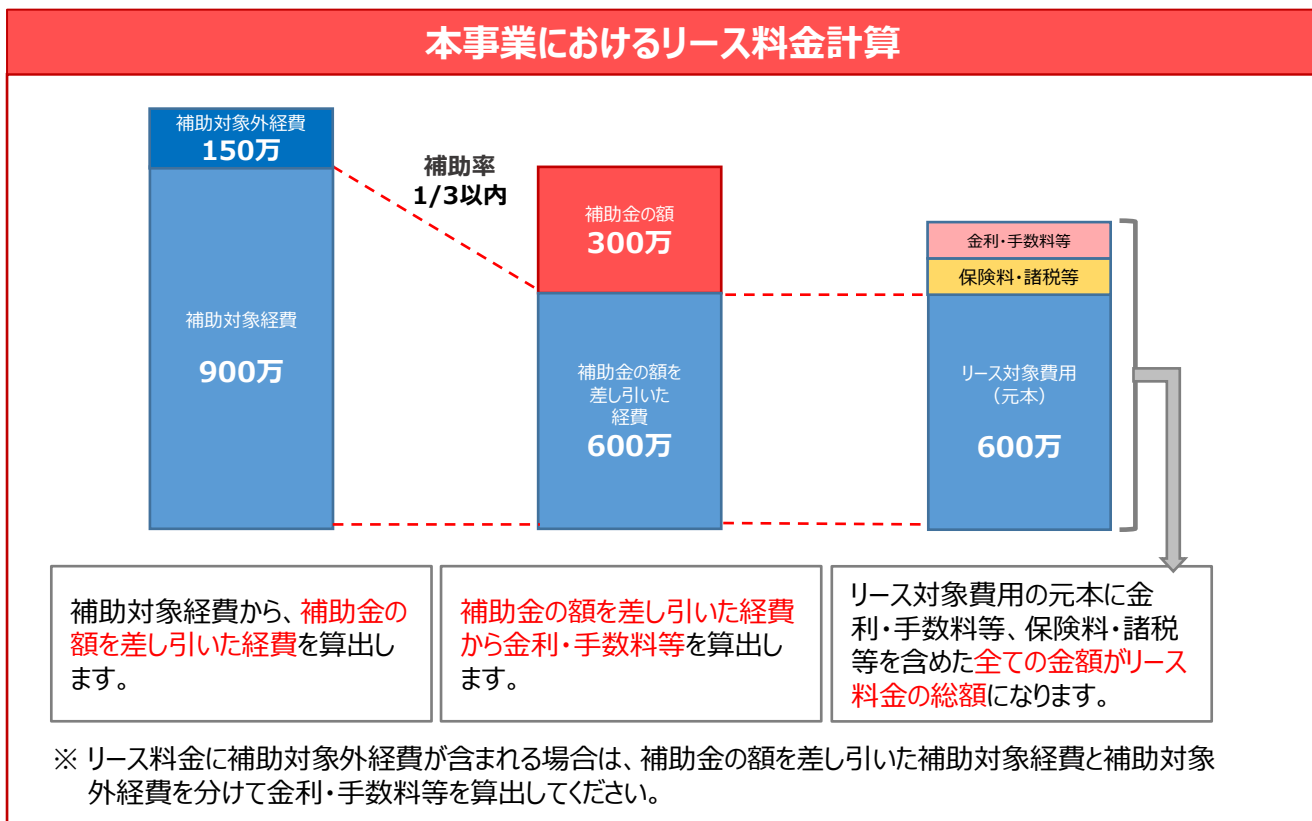 本事業におけるリース料金計算
補助対象外経費
150万
補助率
1/3以内
補助金の額
300万
金利・手数料等
保険料・諸税等
補助対象経費
900万
補助金の額を
差し引いた
経費
600万
リース対象費用
（元本）
600万
補助対象経費から、補助金の
額を差し引いた経費を算出し
ます。
補助金の額を差し引いた経費
から金利・手数料等を算出し
ます。
リース対象費用の元本に金
利・手数料等、保険料・諸税
等を含めた全ての金額がリース
料金の総額になります。
※ リース料金に補助対象外経費が含まれる場合は、補助金の額を差し引いた補助対象経費と補助対象
外経費を分けて金利・手数料等を算出してください。